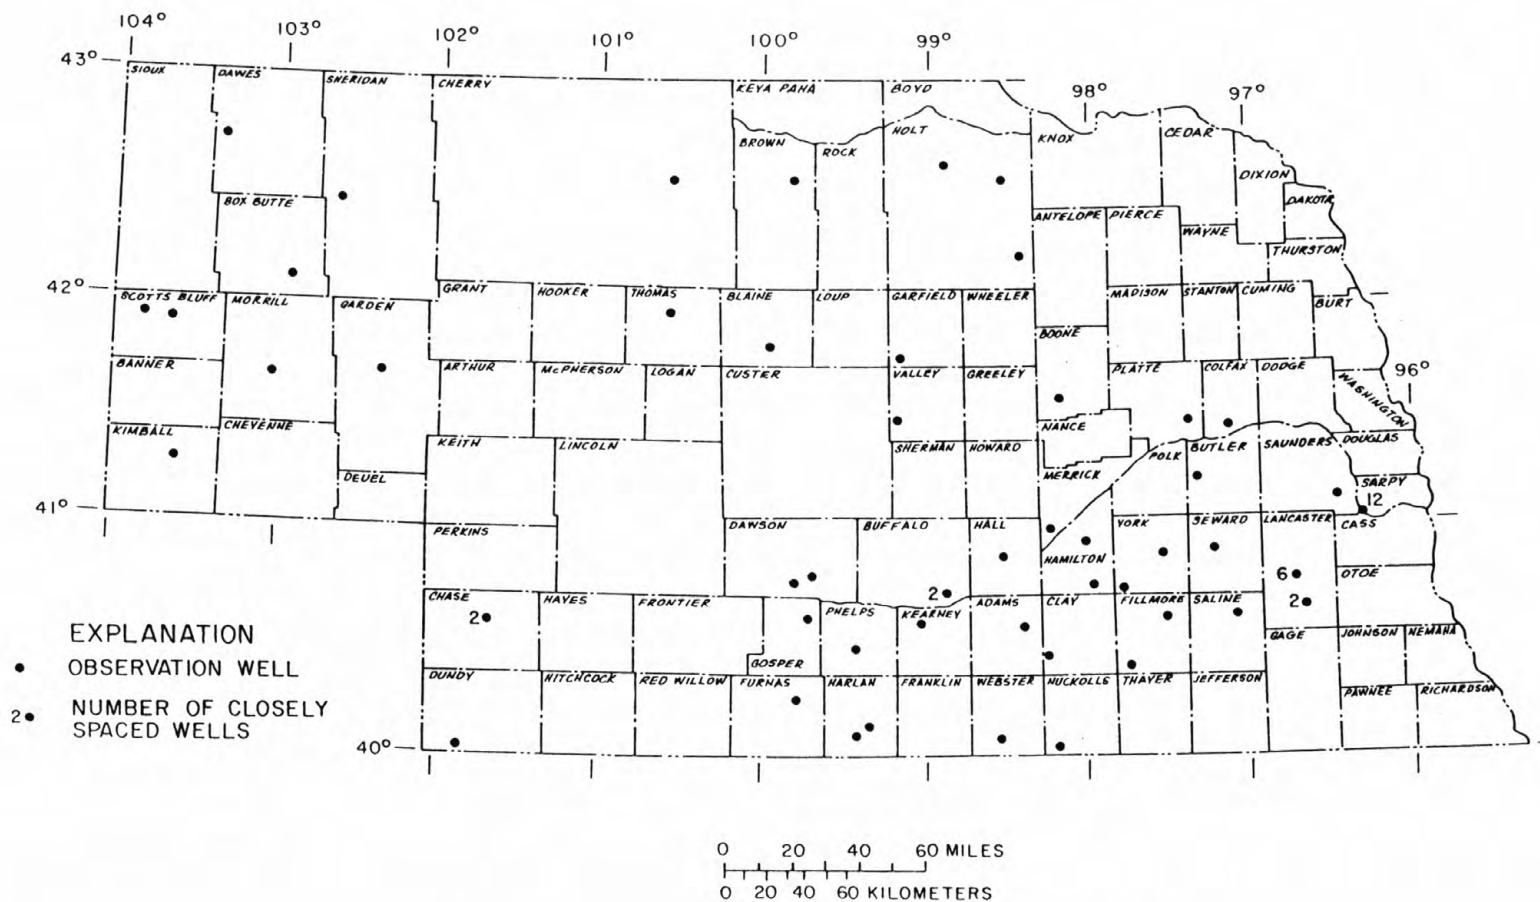 104°
103°
102°
101°
100°
99°
98°
97°
96°
43°
42°
41°
40°
SIOUX
DAWES
SHERIDAN
CHERRY
KEYA PAHA
BOYD
BROWN
ROCK
HOLT
KNOX
CEDAR
DIXION
DAKOTA
BOX BUTTE
ANTELOPE
PIERCE
WAYNE
THURSTON
SCOTTS BLUFF
MORRILL
GARDEN
GRANT
HOOKER
THOMAS
BLAINE
LOUP
GARFIELD
WHEELER
MADISON
STANTON
CUMING
BURT
BOONE
BANNER
ARTHUR
McPHERSON
LOGAN
CUSTER
VALLEY
GREELEY
PLATTE
COLFAX
DODGE
WASHINGTON
KIMBALL
CHEYENNE
KEITH
LINCOLN
SHERMAN
HOWARD
NANCE
MERRICK
POLK
BUTLER
SAUNDERS
DOUGLAS
DEUEL
SARPY
12
PERKINS
DAWSON
BUFFALO
HALL
HAMILTON
YORK
SEWARD
LANCASTER
CASS
6
2
2
OTOE
CHASE
2
HAYES
FRONTIER
GOSPER
PHELPS
KEARNEY
ADAMS
CLAY
FILLMORE
SALINE
GAGE
JOHNSON
NEMAHA
DUNDY
HITCHCOCK
RED WILLOW
FURNAS
HARLAN
FRANKLIN
WEBSTER
NUCKOLLS
THAYER
JEFFERSON
PAWNEE
RICHARDSON
EXPLANATION
OBSERVATION WELL
2 NUMBER OF CLOSELY
SPACED WELLS
0 20 40 60 MILES
0 20 40 60 KILOMETERS